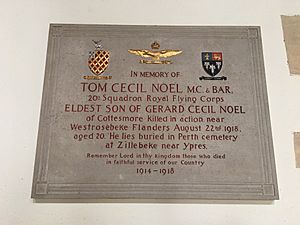 IN MEMORY OF
TOM CECIL NOEL M.C. & BAR,
20th Squadron Royal Flying Corps
ELDEST SON OF GERARD CECIL NOEL
of Cottesmore Killed in action near
Westrosebeke Flanders August 22nd 1918,
aged 20. He lies buried in Perth cemetery
at Zillebeke near Ypres.
Remember Lord in thy kingdom those who died
in faithful service of our Country
1914-1918